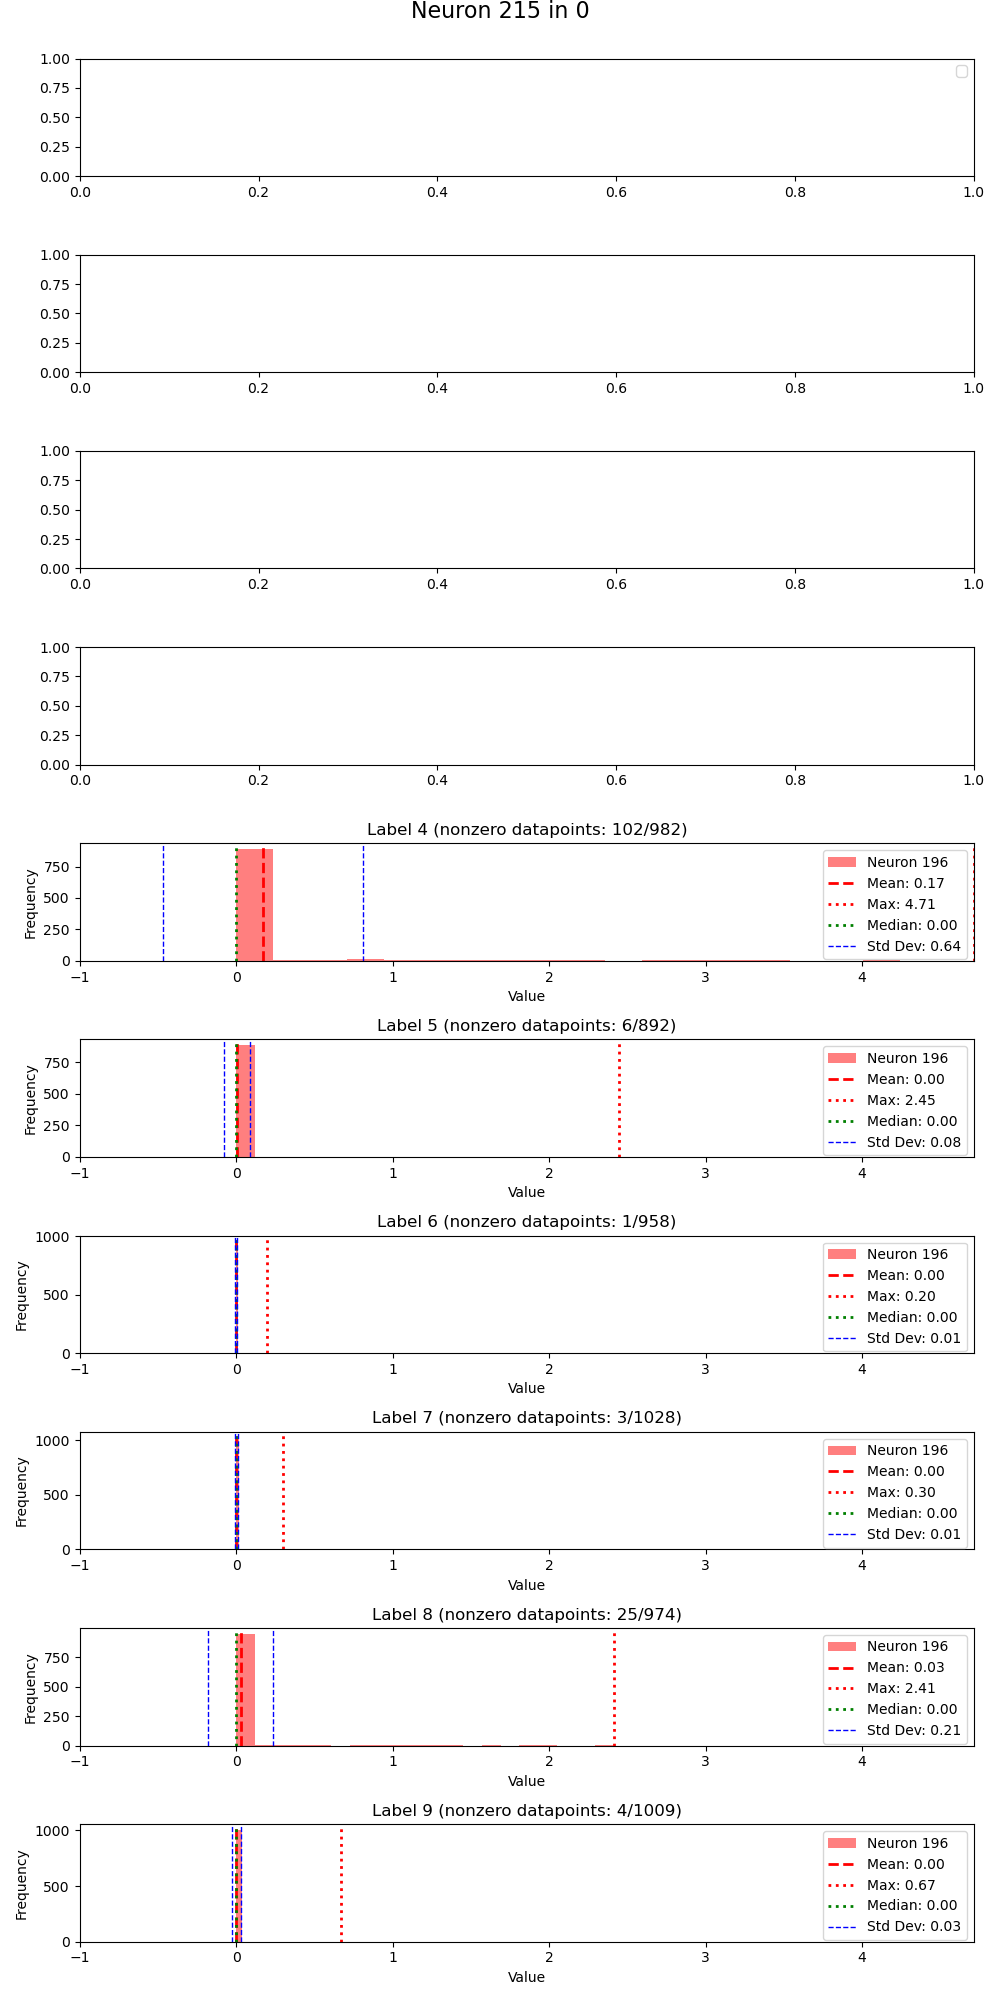 Neuron 215 in 0
1.00
0.75
0.50
0.25
0.00
0.0 0.2 0.4 0.6 0.8 1.0
1.00
0.75
0.50
0.25
0.00
0.0 0.2 0.4 0.6 0.8 1.0
1.00
0.75
0.50
0.25
0.00
0.0 0.2 0.4 0.6 0.8 1.0
1.00
0.75
0.50
0.25
0.00
0.0 0.2 0.4 0.6 0.8 1.0
Label 4 (nonzero datapoints: 102/982)
Frequency
750
500
250
0
Neuron 196
Mean: 0.17
Max: 4.71
Median: 0.00
Std Dev: 0.64
−1 0 1 2 3 4
Value
Label 5 (nonzero datapoints: 6/892)
Frequency
750
500
250
0
Neuron 196
Mean: 0.00
Max: 2.45
Median: 0.00
Std Dev: 0.08
−1 0 1 2 3 4
Value
Label 6 (nonzero datapoints: 1/958)
Frequency
1000
500
0
Neuron 196
Mean: 0.00
Max: 0.20
Median: 0.00
Std Dev: 0.01
−1 0 1 2 3 4
Value
Label 7 (nonzero datapoints: 3/1028)
Frequency
1000
500
0
Neuron 196
Mean: 0.00
Max: 0.30
Median: 0.00
Std Dev: 0.01
−1 0 1 2 3 4
Value
Label 8 (nonzero datapoints: 25/974)
Frequency
750
500
250
0
Neuron 196
Mean: 0.03
Max: 2.41
Median: 0.00
Std Dev: 0.21
−1 0 1 2 3 4
Value
Label 9 (nonzero datapoints: 4/1009)
Frequency
1000
500
0
Neuron 196
Mean: 0.00
Max: 0.67
Median: 0.00
Std Dev: 0.03
−1 0 1 2 3 4
Value